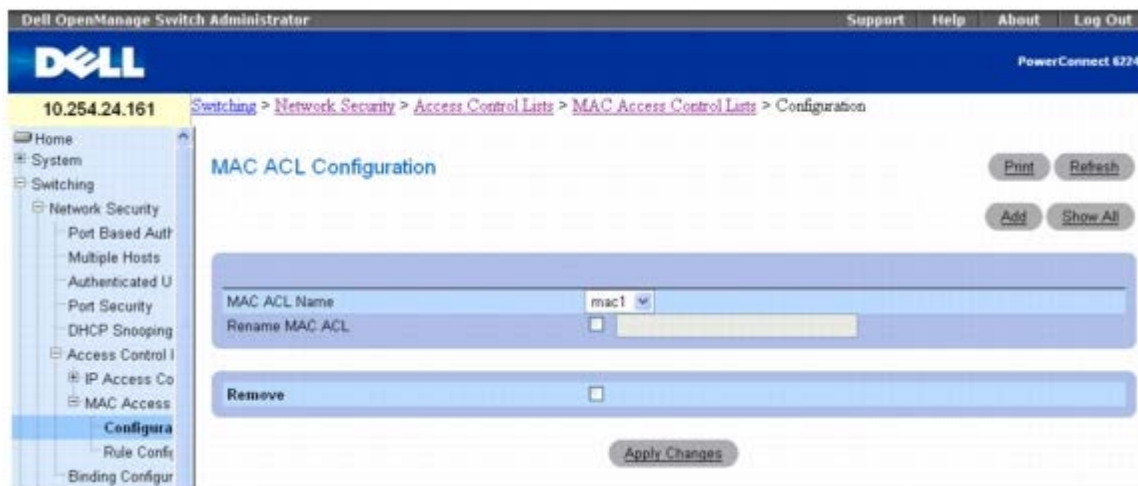 Dell OpenManage Switch Administrator Support Help About Log Out
DELL PowerConnect 6224
10.254.24.161 Switching > Network Security > Access Control Lists > MAC Access Control Lists > Configuration
Home
System
Switching
Network Security
Port Based Auth
Multiple Hosts
Authenticated U
Port Security
DHCP Snooping
Access Control l
IP Access Co
MAC Access
Configura
Rule Config
Binding Configur
MAC ACL Configuration
Print Refresh
Add Show All
MAC ACL Name mac1
Rename MAC ACL
Remove
Apply Changes